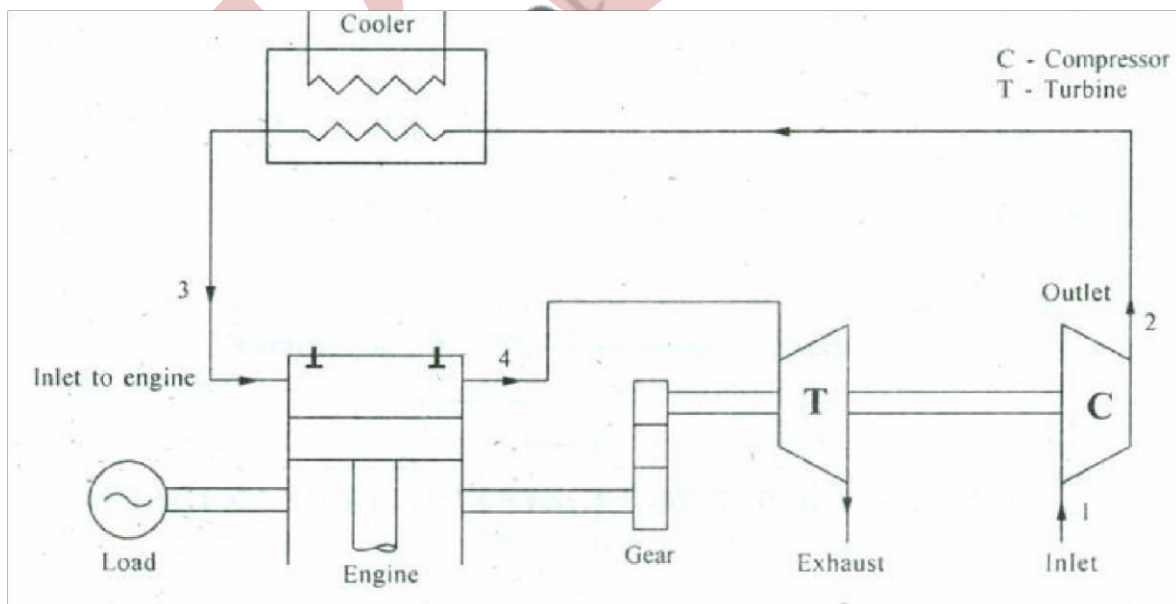 Cooler
C - Compressor
T - Turbine
3
Outlet
2
Inlet to engine
4
T
C
1
Load
Engine
Gear
Exhaust
Inlet